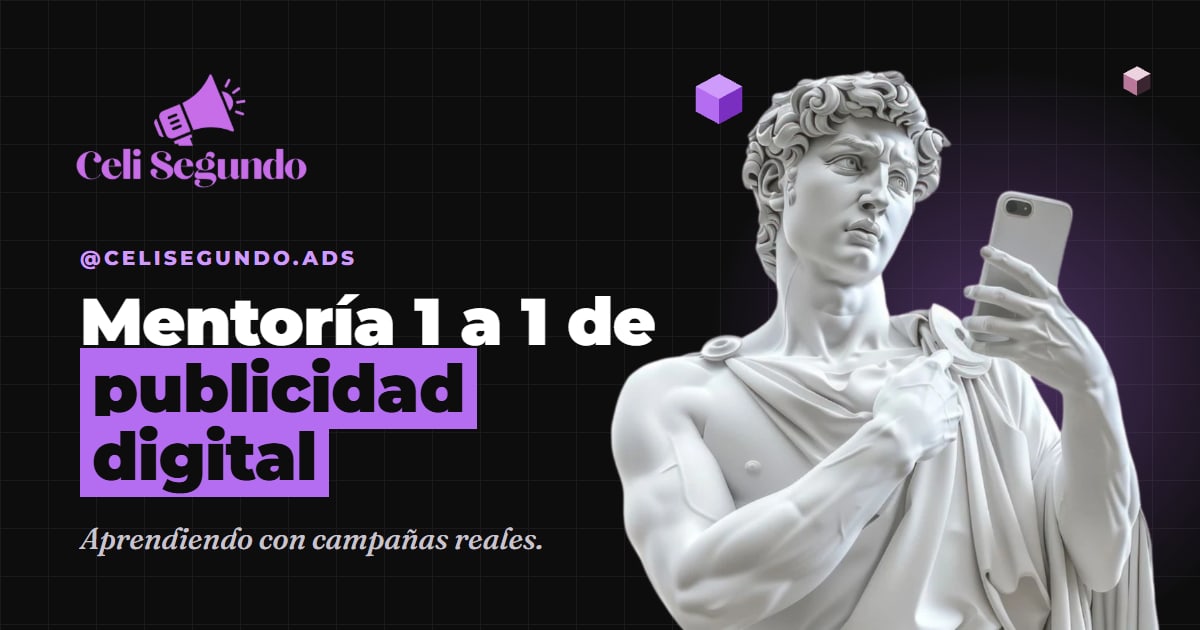 Celi Segundo
@CELISEGUNDO.ADS
Mentoría 1 a 1 de
publicidad
digital
Aprendiendo con campañas reales.